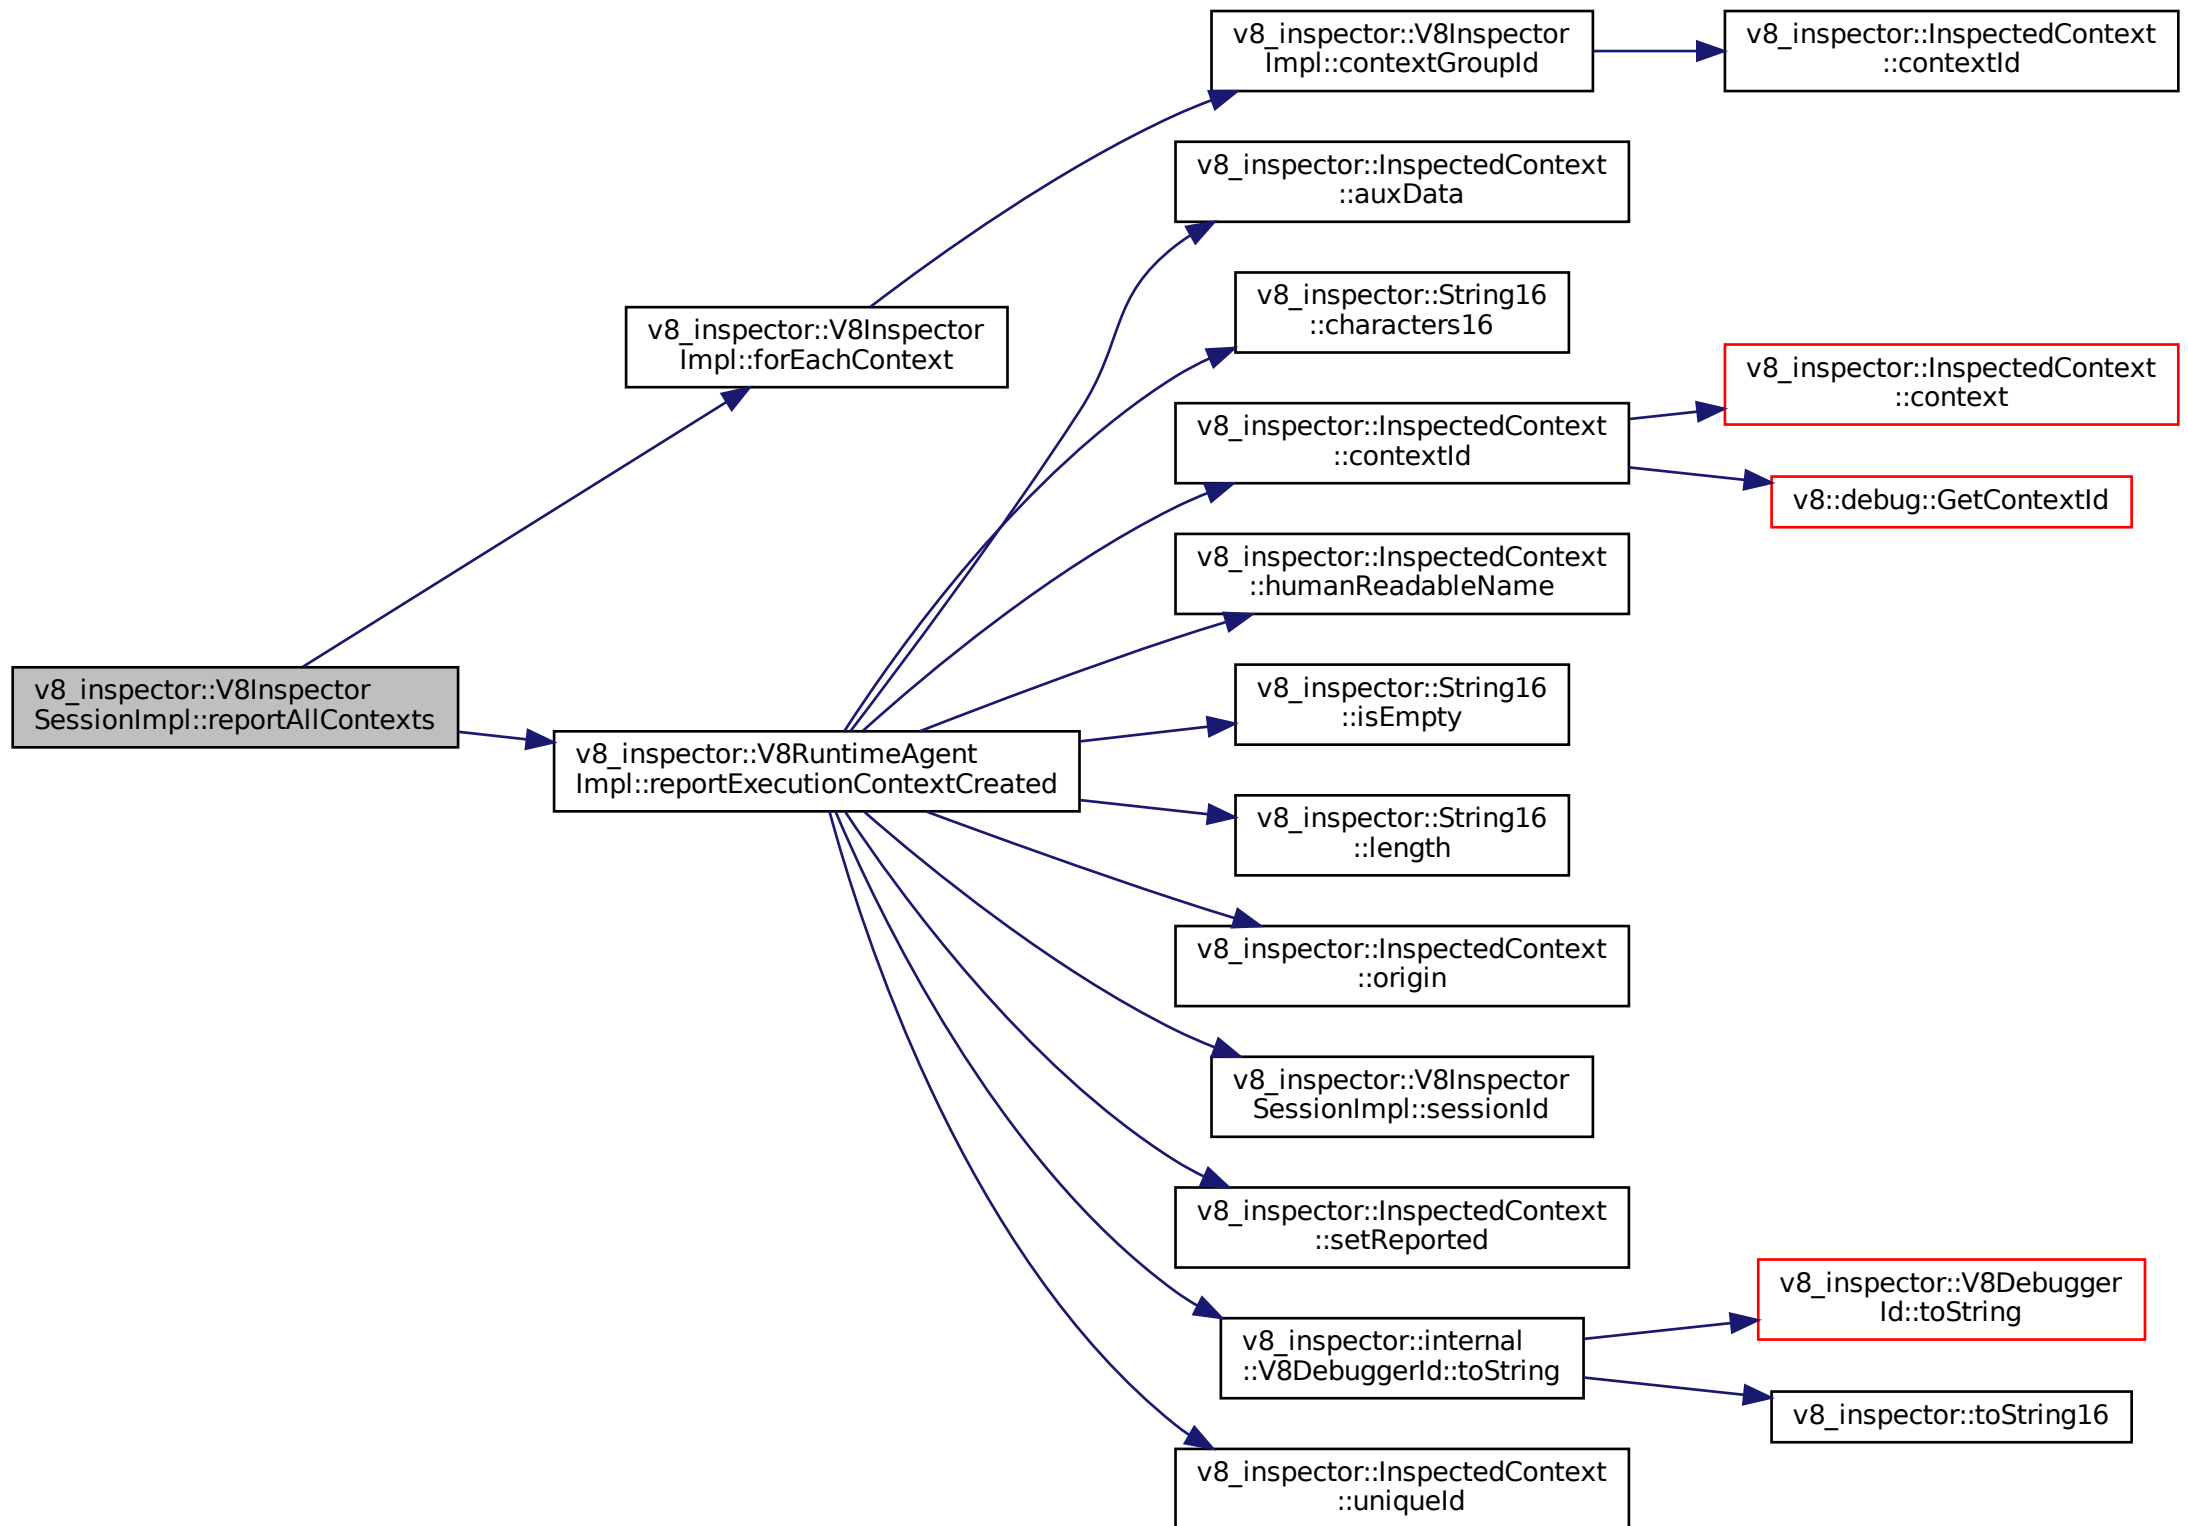 v8_inspector::V8Inspector
SessionImpl::reportAllContexts
v8_inspector::V8Inspector
Impl::forEachContext
v8_inspector::V8RuntimeAgent
Impl::reportExecutionContextCreated
v8_inspector::V8Inspector
Impl::contextGroupId
v8_inspector::InspectedContext
::contextId
v8_inspector::InspectedContext
::auxData
v8_inspector::String16
::characters16
v8_inspector::InspectedContext
::contextId
v8_inspector::InspectedContext
::context
v8::debug::GetContextId
v8_inspector::InspectedContext
::humanReadableName
v8_inspector::String16
::isEmpty
v8_inspector::String16
::length
v8_inspector::InspectedContext
::origin
v8_inspector::V8Inspector
SessionImpl::sessionId
v8_inspector::InspectedContext
::setReported
v8_inspector::internal
::V8DebuggerId::toString
v8_inspector::V8Debugger
Id::toString
v8_inspector::toString16
v8_inspector::InspectedContext
::uniqueId